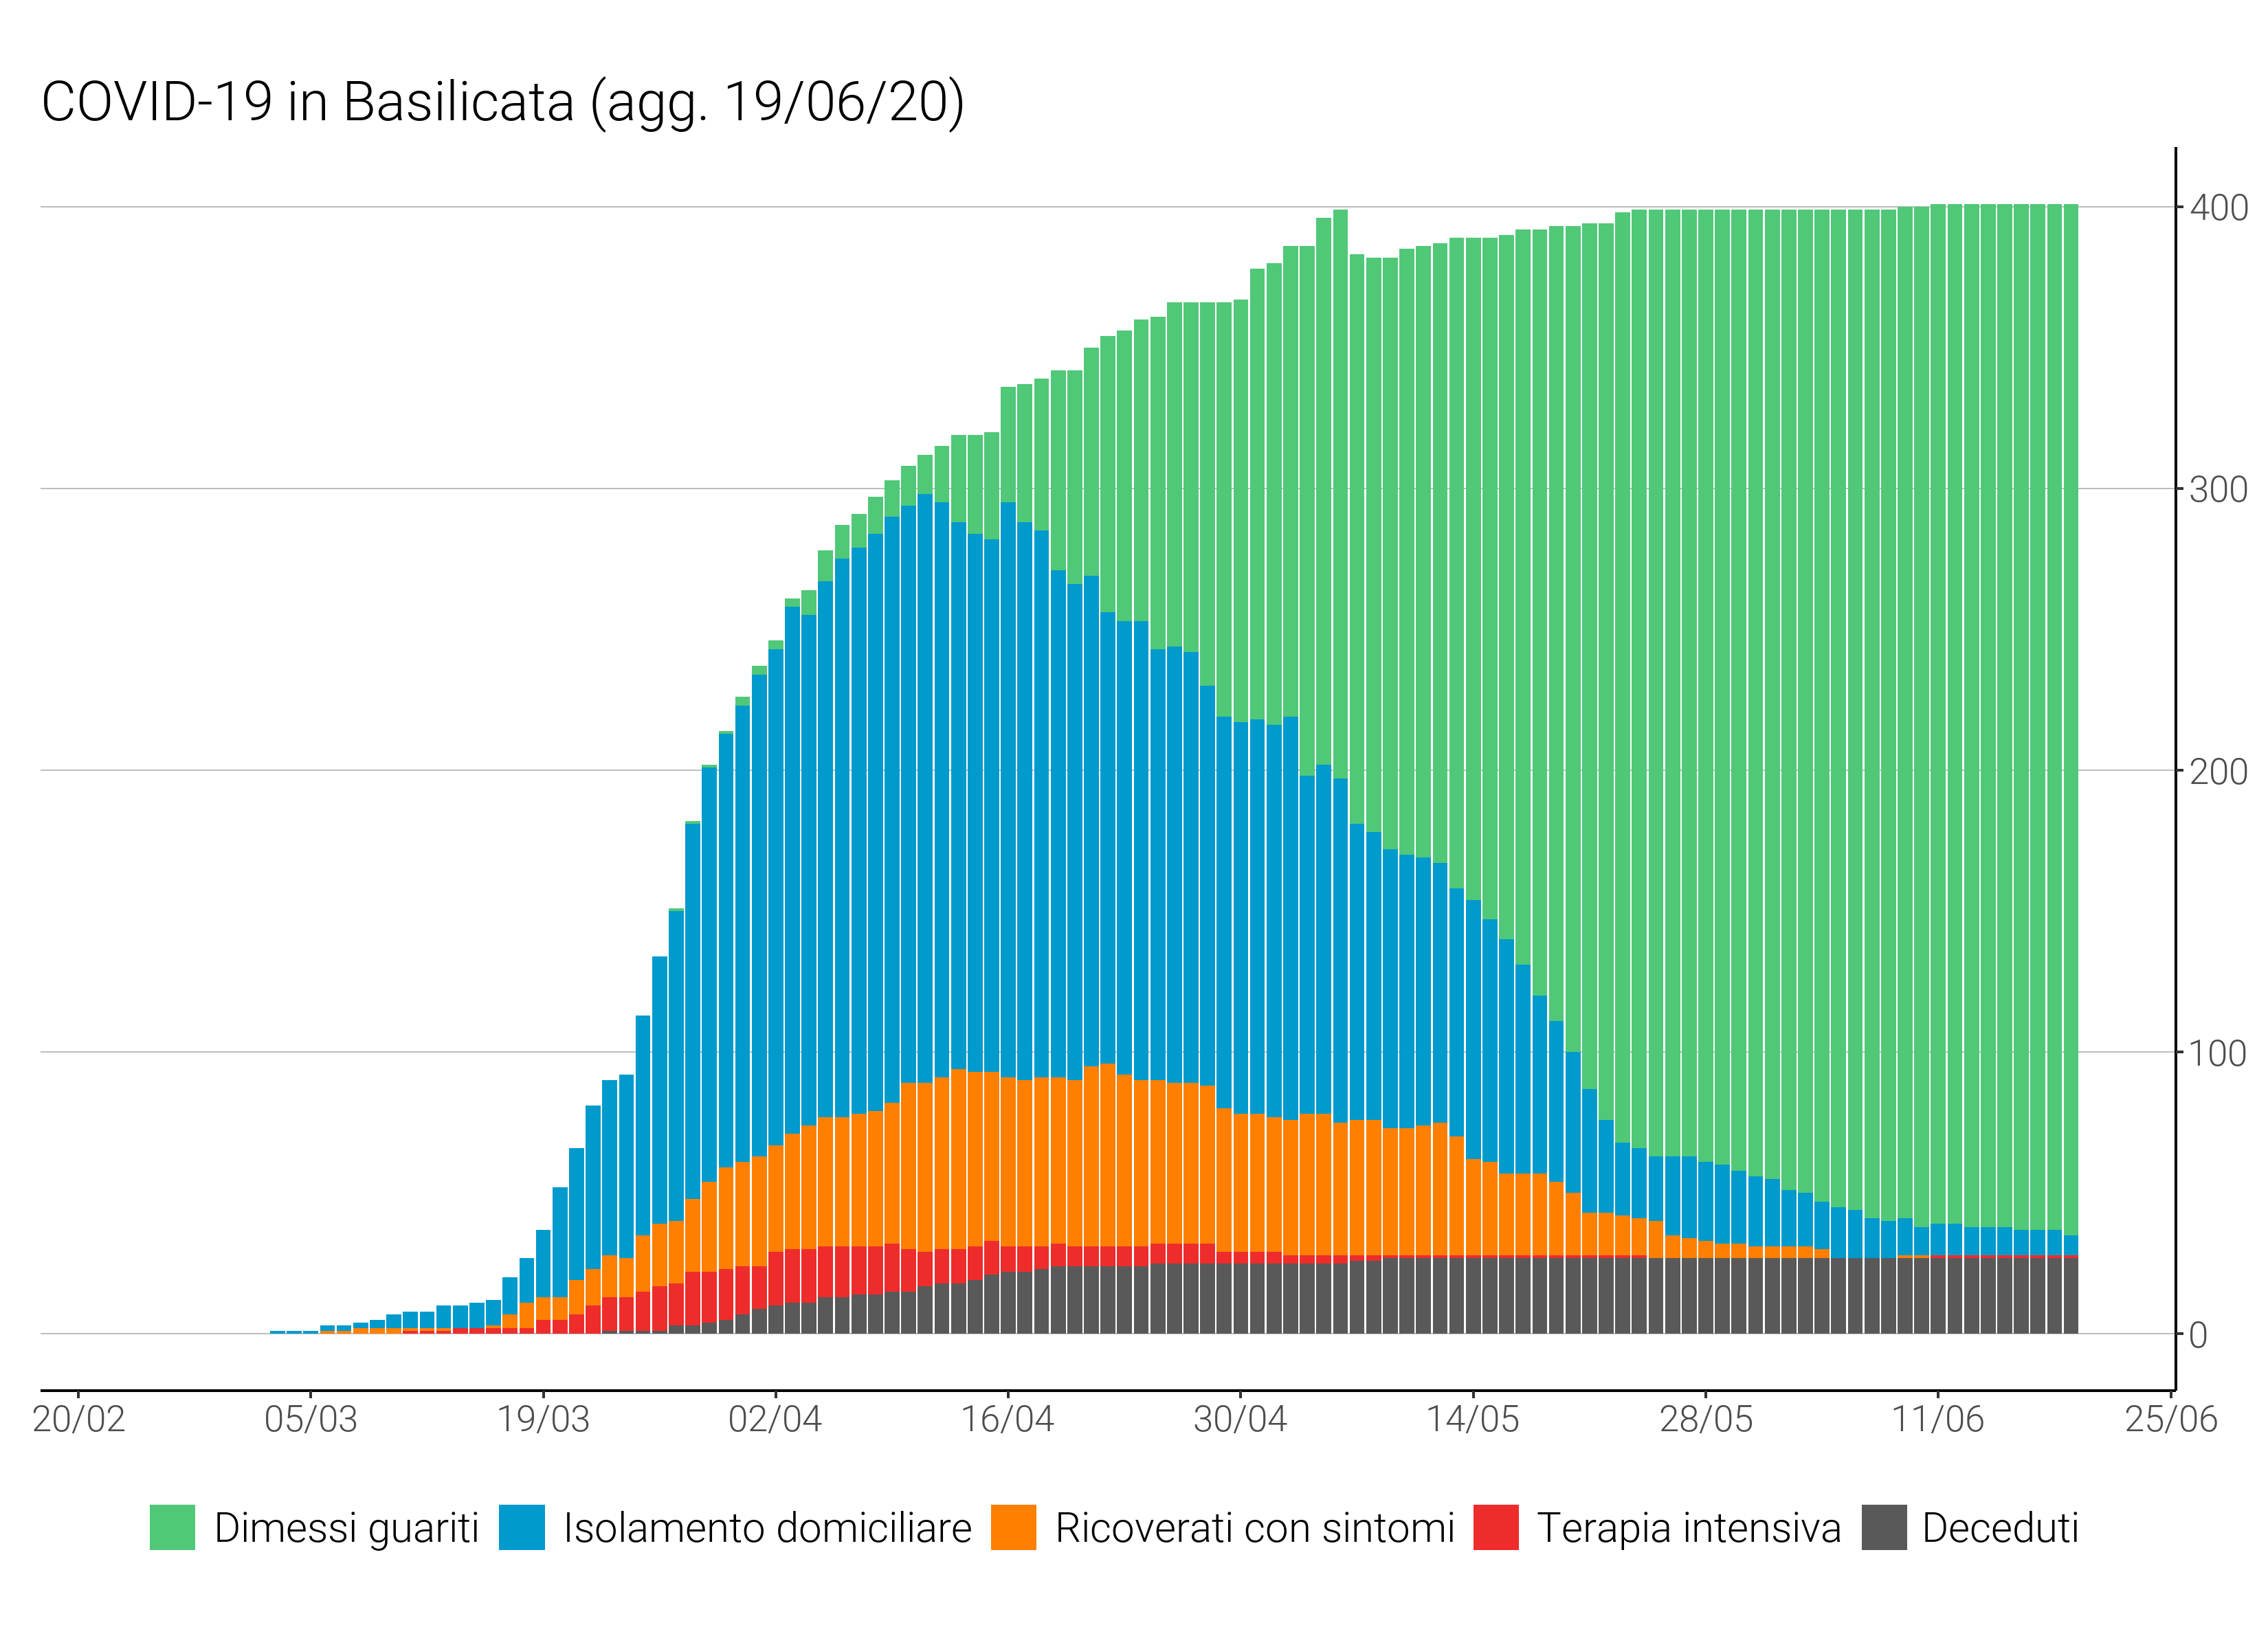 COVID-19 in Basilicata (agg. 19/06/20)
400
300
200
100
0
20/02 05/03 19/03 02/04 16/04 30/04 14/05 28/05 11/06 25/06
Dimessi guariti Isolamento domiciliare Ricoverati con sintomi Terapia intensiva Deceduti